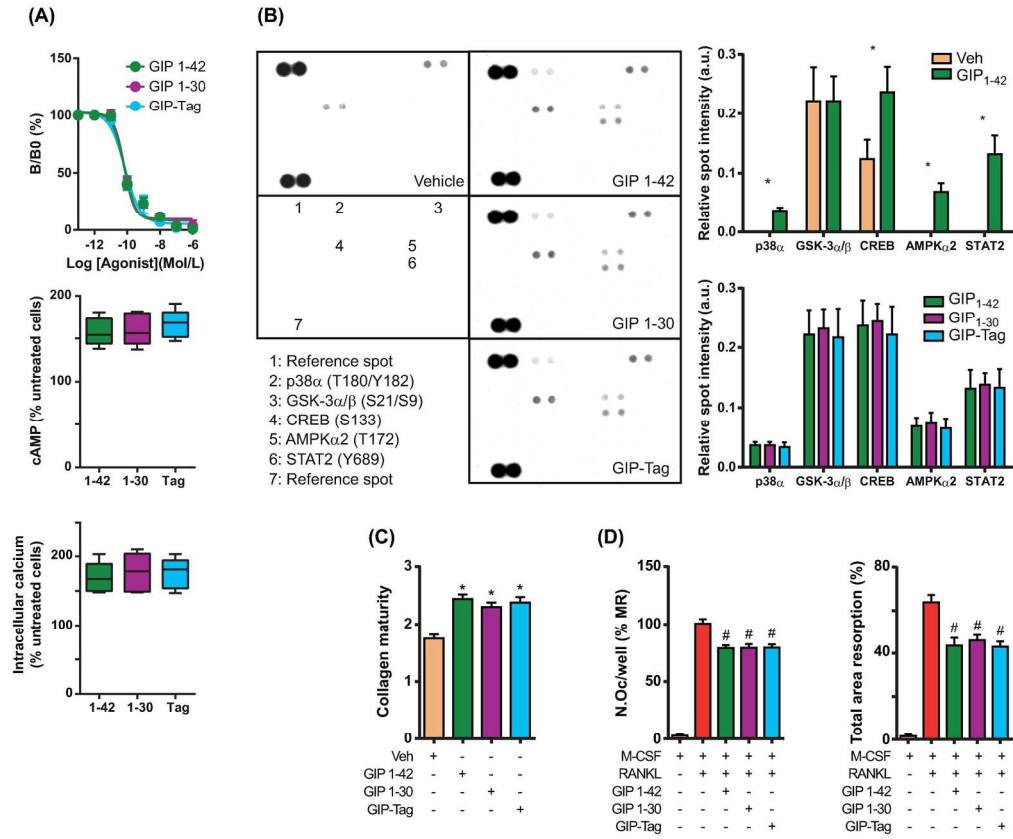 (A)
GIP 1-42
GIP 1-30
GIP-Tag
B/B0 (%)
150
100
50
0
-12 -10 -8 -6
Log [Agonist](Mol/L)
cAMP (% untreated cells)
200
150
100
0
1-42 1-30 Tag
Intracellular calcium
(% untreated cells)
200
150
100
0
1-42 1-30 Tag
(B)
Vehicle
GIP 1-42
1 2 3
4 5
6
7
GIP 1-30
GIP-Tag
1: Reference spot
2: p38α (T180/Y182)
3: GSK-3α/β (S21/S9)
4: CREB (S133)
5: AMPKα2 (T172)
6: STAT2 (Y689)
7: Reference spot
Relative spot intensity (a.u.)
0.3
0.2
0.1
0.0
Veh
GIP1-42
* * * *
p38α GSK-3α/β CREB AMPKα2 STAT2
Relative spot intensity (a.u.)
0.3
0.2
0.1
0.0
GIP1-42
GIP1-30
GIP-Tag
p38α GSK-3α/β CREB AMPKα2 STAT2
(C)
Collagen maturity
3
2
1
0
* * *
Veh + - - -
GIP 1-42 - + - -
GIP 1-30 - - + -
GIP-Tag - - - +
(D)
N.Oc/well (% MR)
150
100
50
0
# # #
M-CSF + + + + +
RANKL - + + + +
GIP 1-42 - - + - -
GIP 1-30 - - - + -
GIP-Tag - - - - +
Total area resorption (%)
80
60
40
20
0
# # #
M-CSF + + + + +
RANKL - + + + +
GIP 1-42 - - + - -
GIP 1-30 - - - + -
GIP-Tag - - - - +